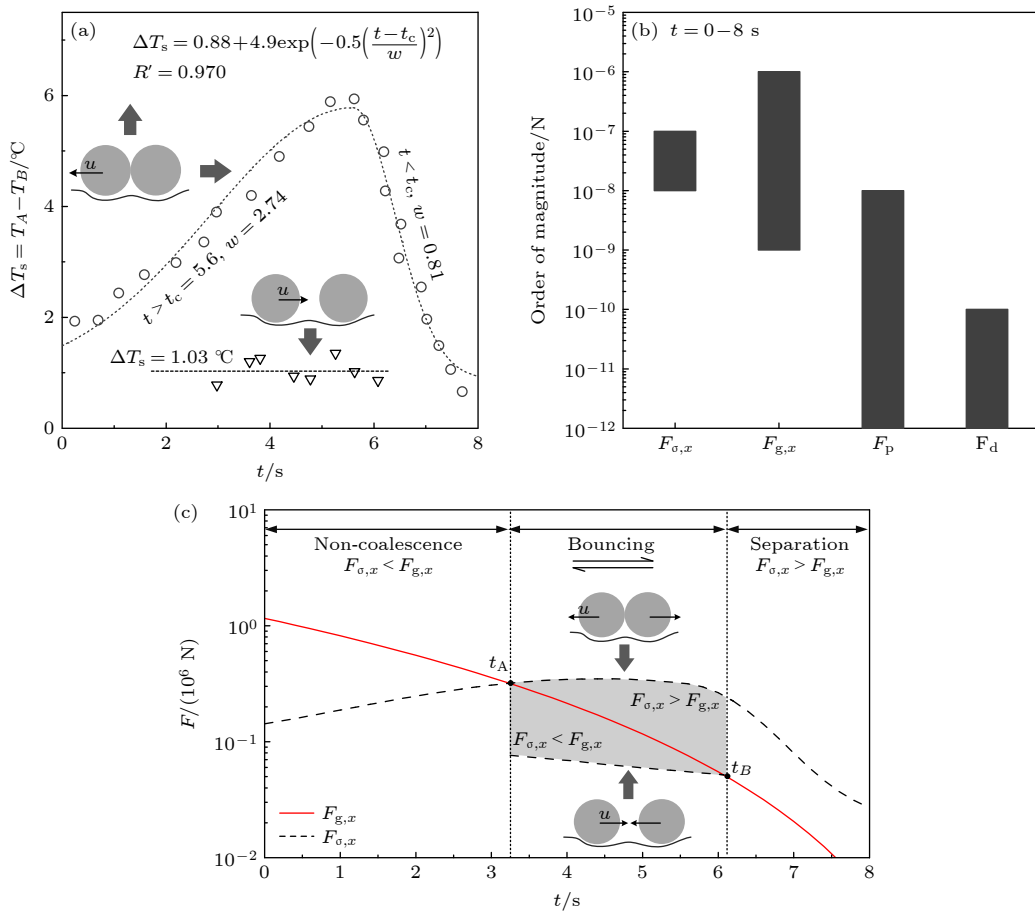 (a)
ΔTs = 0.88+4.9exp(−0.5((t−tc)/w)²)
R′ = 0.970
u
t > tc = 5.6, w = 2.74
t < tc, w = 0.81
u
ΔTs = 1.03 ℃
ΔTs = TA − TB/℃
0
2
4
6
0
2
4
6
8
t/s
(b) t = 0−8 s
Order of magnitude/N
10⁻⁵
10⁻⁶
10⁻⁷
10⁻⁸
10⁻⁹
10⁻¹⁰
10⁻¹¹
10⁻¹²
Fσ,x
Fg,x
Fp
Fd
(c)
Non-coalescence
Fσ,x < Fg,x
Bouncing
Separation
Fσ,x > Fg,x
u
tA
Fσ,x > Fg,x
Fσ,x < Fg,x
tB
u
Fg,x
Fσ,x
F/(10⁶ N)
10¹
10⁰
10⁻¹
10⁻²
0
1
2
3
4
5
6
7
8
t/s